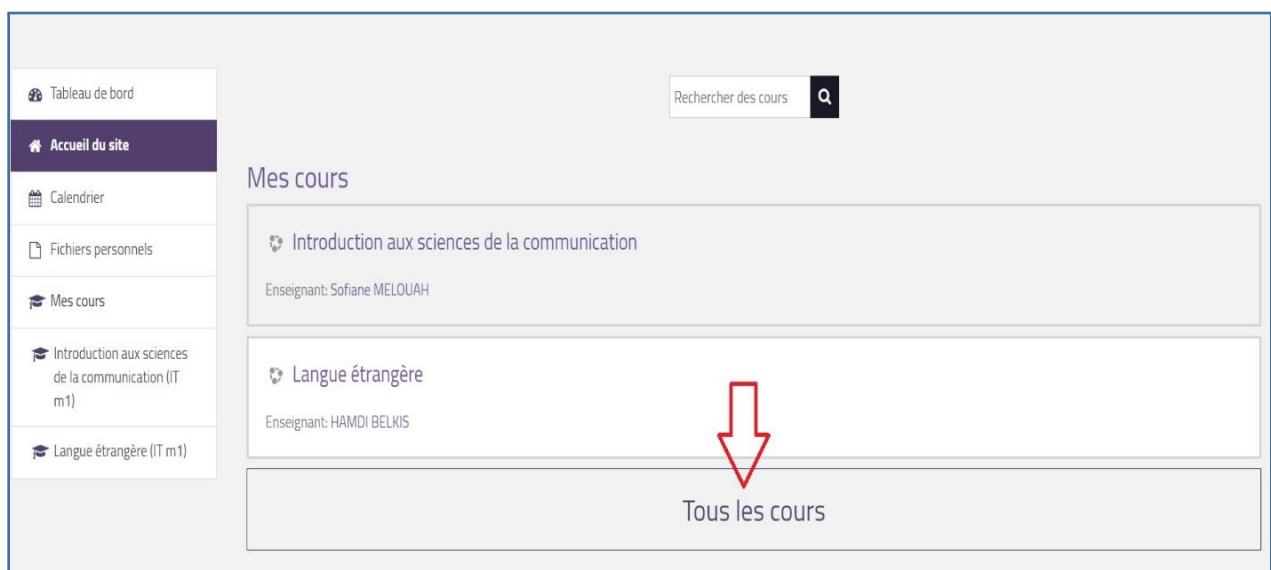 Tableau de bord
Accueil du site
Calendrier
Fichiers personnels
Mes cours
Introduction aux sciences
de la communication (IT
m1)
Langue étrangère (IT m1)
Rechercher des cours
Mes cours
Introduction aux sciences de la communication
Enseignant: Sofiane MELOUAH
Langue étrangère
Enseignant: HAMDI BELKIS
Tous les cours